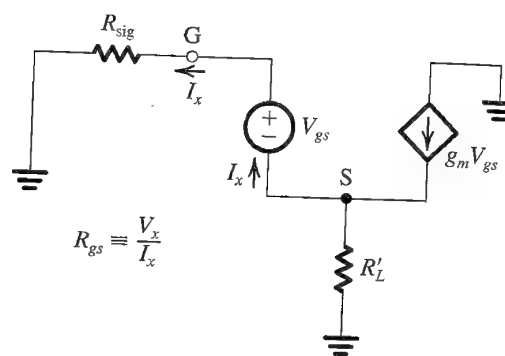 R_sig
G
I_x
+
−
V_gs
I_x
g_mV_gs
S
R_gs ≡ V_x/I_x
R'_L